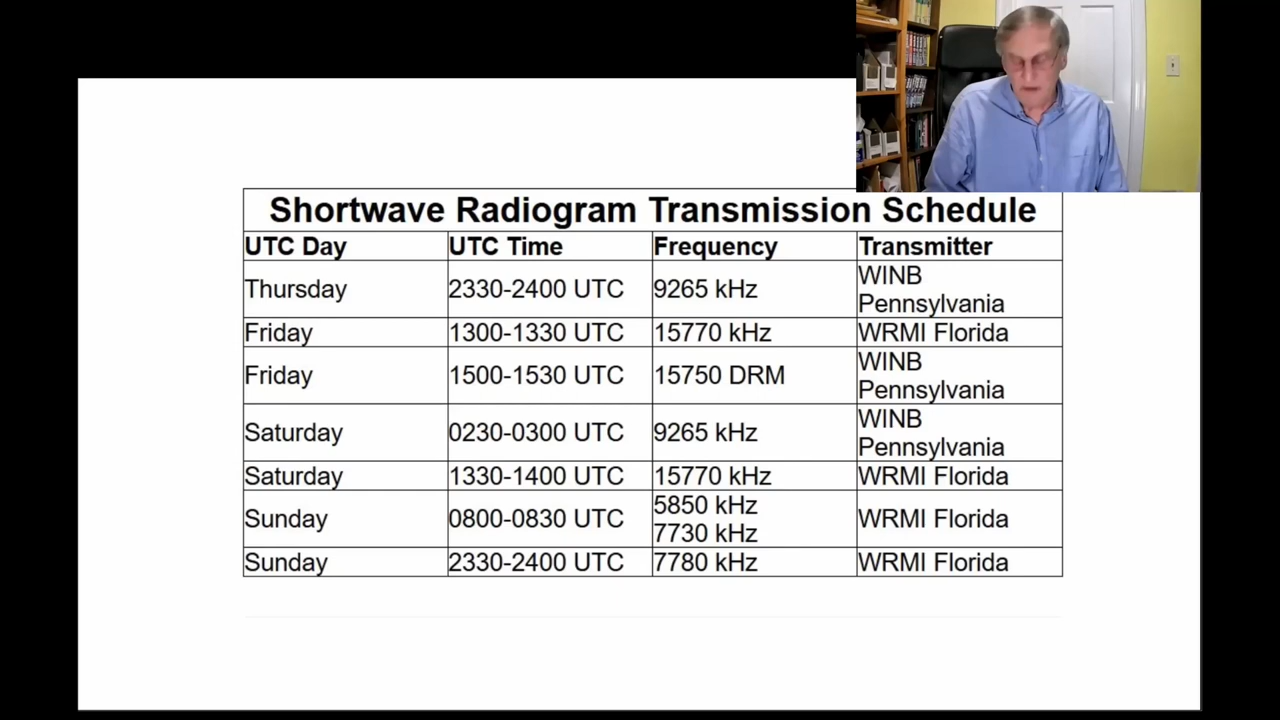 Shortwave Radiogram Transmission Schedule
UTC Day UTC Time Frequency Transmitter
Thursday 2330-2400 UTC 9265 kHz WINB
Pennsylvania
Friday 1300-1330 UTC 15770 kHz WRMI Florida
Friday 1500-1530 UTC 15750 DRM WINB
Pennsylvania
Saturday 0230-0300 UTC 9265 kHz WINB
Pennsylvania
Saturday 1330-1400 UTC 15770 kHz WRMI Florida
Sunday 0800-0830 UTC 5850 kHz
7730 kHz WRMI Florida
Sunday 2330-2400 UTC 7780 kHz WRMI Florida